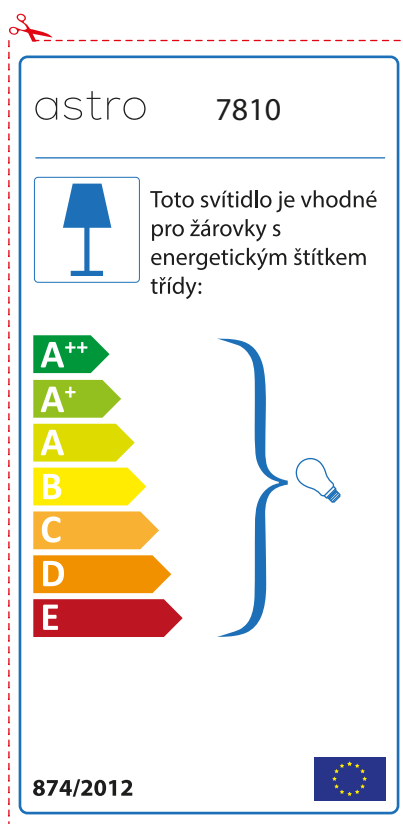 astro 7810
Toto svítidlo je vhodné
pro žárovky s
energetickým štítkem
třídy:
A++
A+
A
B
C
D
E
874/2012